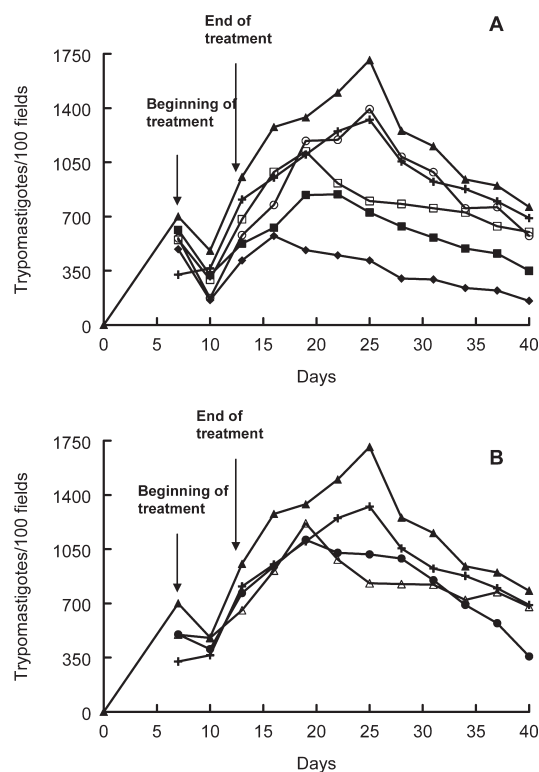 A
End of
treatment
Beginning of
treatment
Trypomastigotes/100 fields
1750
1400
1050
700
350
0
0 5 10 15 20 25 30 35 40
Days
B
End of
treatment
Beginning of
treatment
Trypomastigotes/100 fields
1750
1400
1050
700
350
0
0 5 10 15 20 25 30 35 40
Days